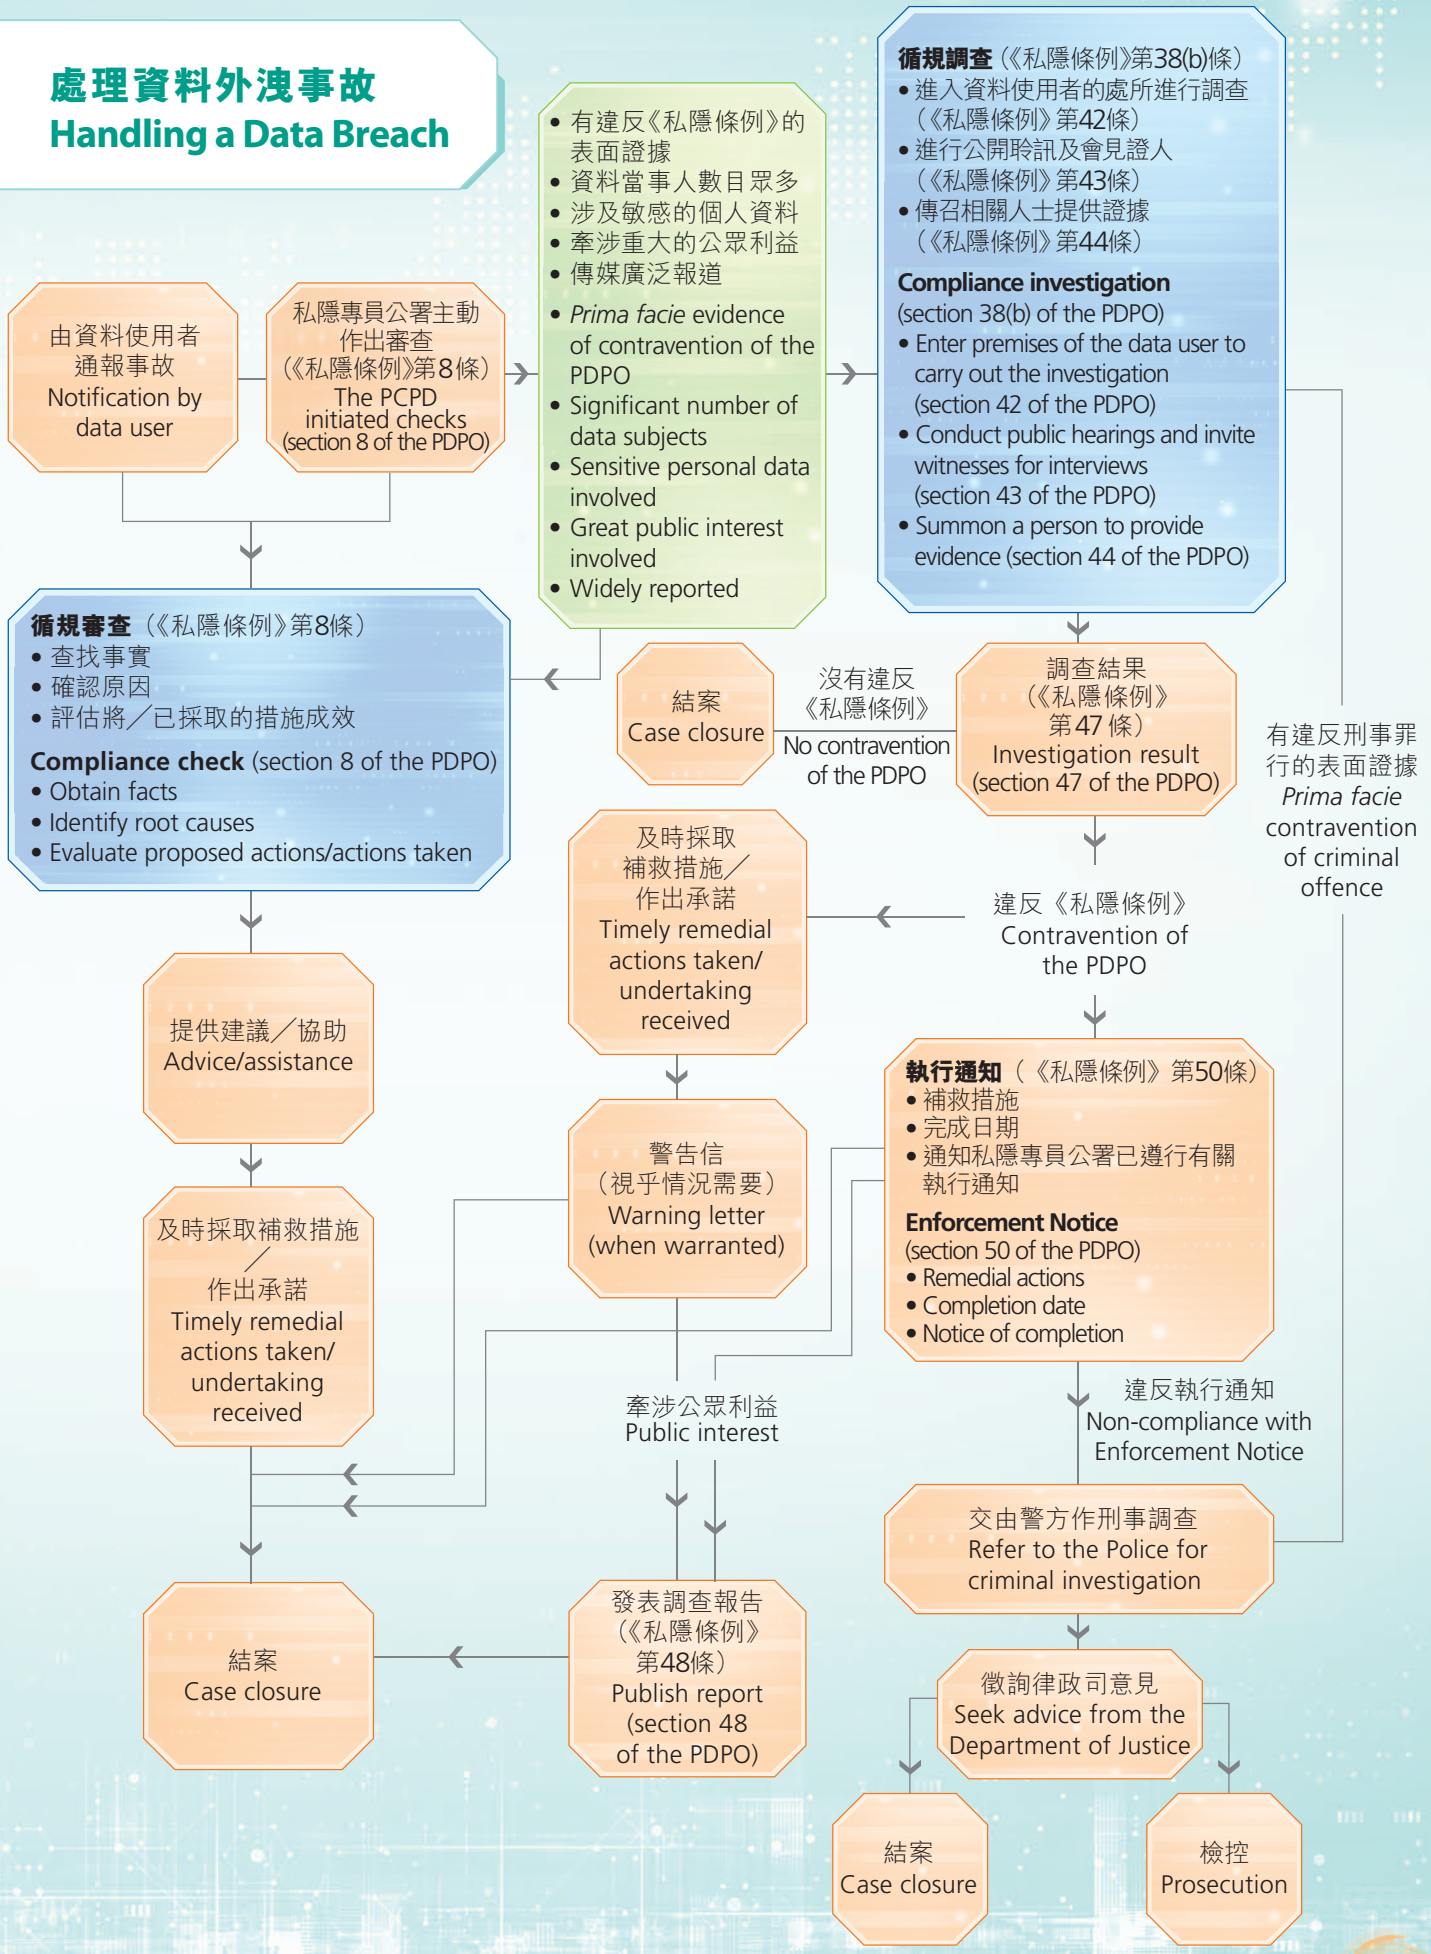 處理資料外洩事故
Handling a Data Breach
由資料使用者
通報事故
Notification by
data user
私隱專員公署主動
作出審查
（《私隱條例》第8條）
The PCPD
initiated checks
(section 8 of the PDPO)
• 有違反《私隱條例》的
表面證據
• 資料當事人數目眾多
• 涉及敏感的個人資料
• 牽涉重大的公眾利益
• 傳媒廣泛報道
• Prima facie evidence
of contravention of the
PDPO
• Significant number of
data subjects
• Sensitive personal data
involved
• Great public interest
involved
• Widely reported
循規調查（《私隱條例》第38(b)條）
• 進入資料使用者的處所進行調查
（《私隱條例》第42條）
• 進行公開聆訊及會見證人
（《私隱條例》第43條）
• 傳召相關人士提供證據
（《私隱條例》第44條）
Compliance investigation
(section 38(b) of the PDPO)
• Enter premises of the data user to
carry out the investigation
(section 42 of the PDPO)
• Conduct public hearings and invite
witnesses for interviews
(section 43 of the PDPO)
• Summon a person to provide
evidence (section 44 of the PDPO)
循規審查（《私隱條例》第8條）
• 查找事實
• 確認原因
• 評估將／已採取的措施成效
Compliance check (section 8 of the PDPO)
• Obtain facts
• Identify root causes
• Evaluate proposed actions/actions taken
結案
Case closure
沒有違反
《私隱條例》
No contravention
of the PDPO
調查結果
（《私隱條例》
第47條）
Investigation result
(section 47 of the PDPO)
有違反刑事罪
行的表面證據
Prima facie
contravention
of criminal
offence
及時採取
補救措施／
作出承諾
Timely remedial
actions taken/
undertaking
received
違反《私隱條例》
Contravention of
the PDPO
提供建議／協助
Advice/assistance
警告信
（視乎情況需要）
Warning letter
(when warranted)
執行通知（《私隱條例》第50條）
• 補救措施
• 完成日期
• 通知私隱專員公署已遵行有關
執行通知
Enforcement Notice
(section 50 of the PDPO)
• Remedial actions
• Completion date
• Notice of completion
及時採取補救措施
／
作出承諾
Timely remedial
actions taken/
undertaking
received
牽涉公眾利益
Public interest
違反執行通知
Non-compliance with
Enforcement Notice
交由警方作刑事調查
Refer to the Police for
criminal investigation
結案
Case closure
發表調查報告
（《私隱條例》
第48條）
Publish report
(section 48
of the PDPO)
徵詢律政司意見
Seek advice from the
Department of Justice
結案
Case closure
檢控
Prosecution